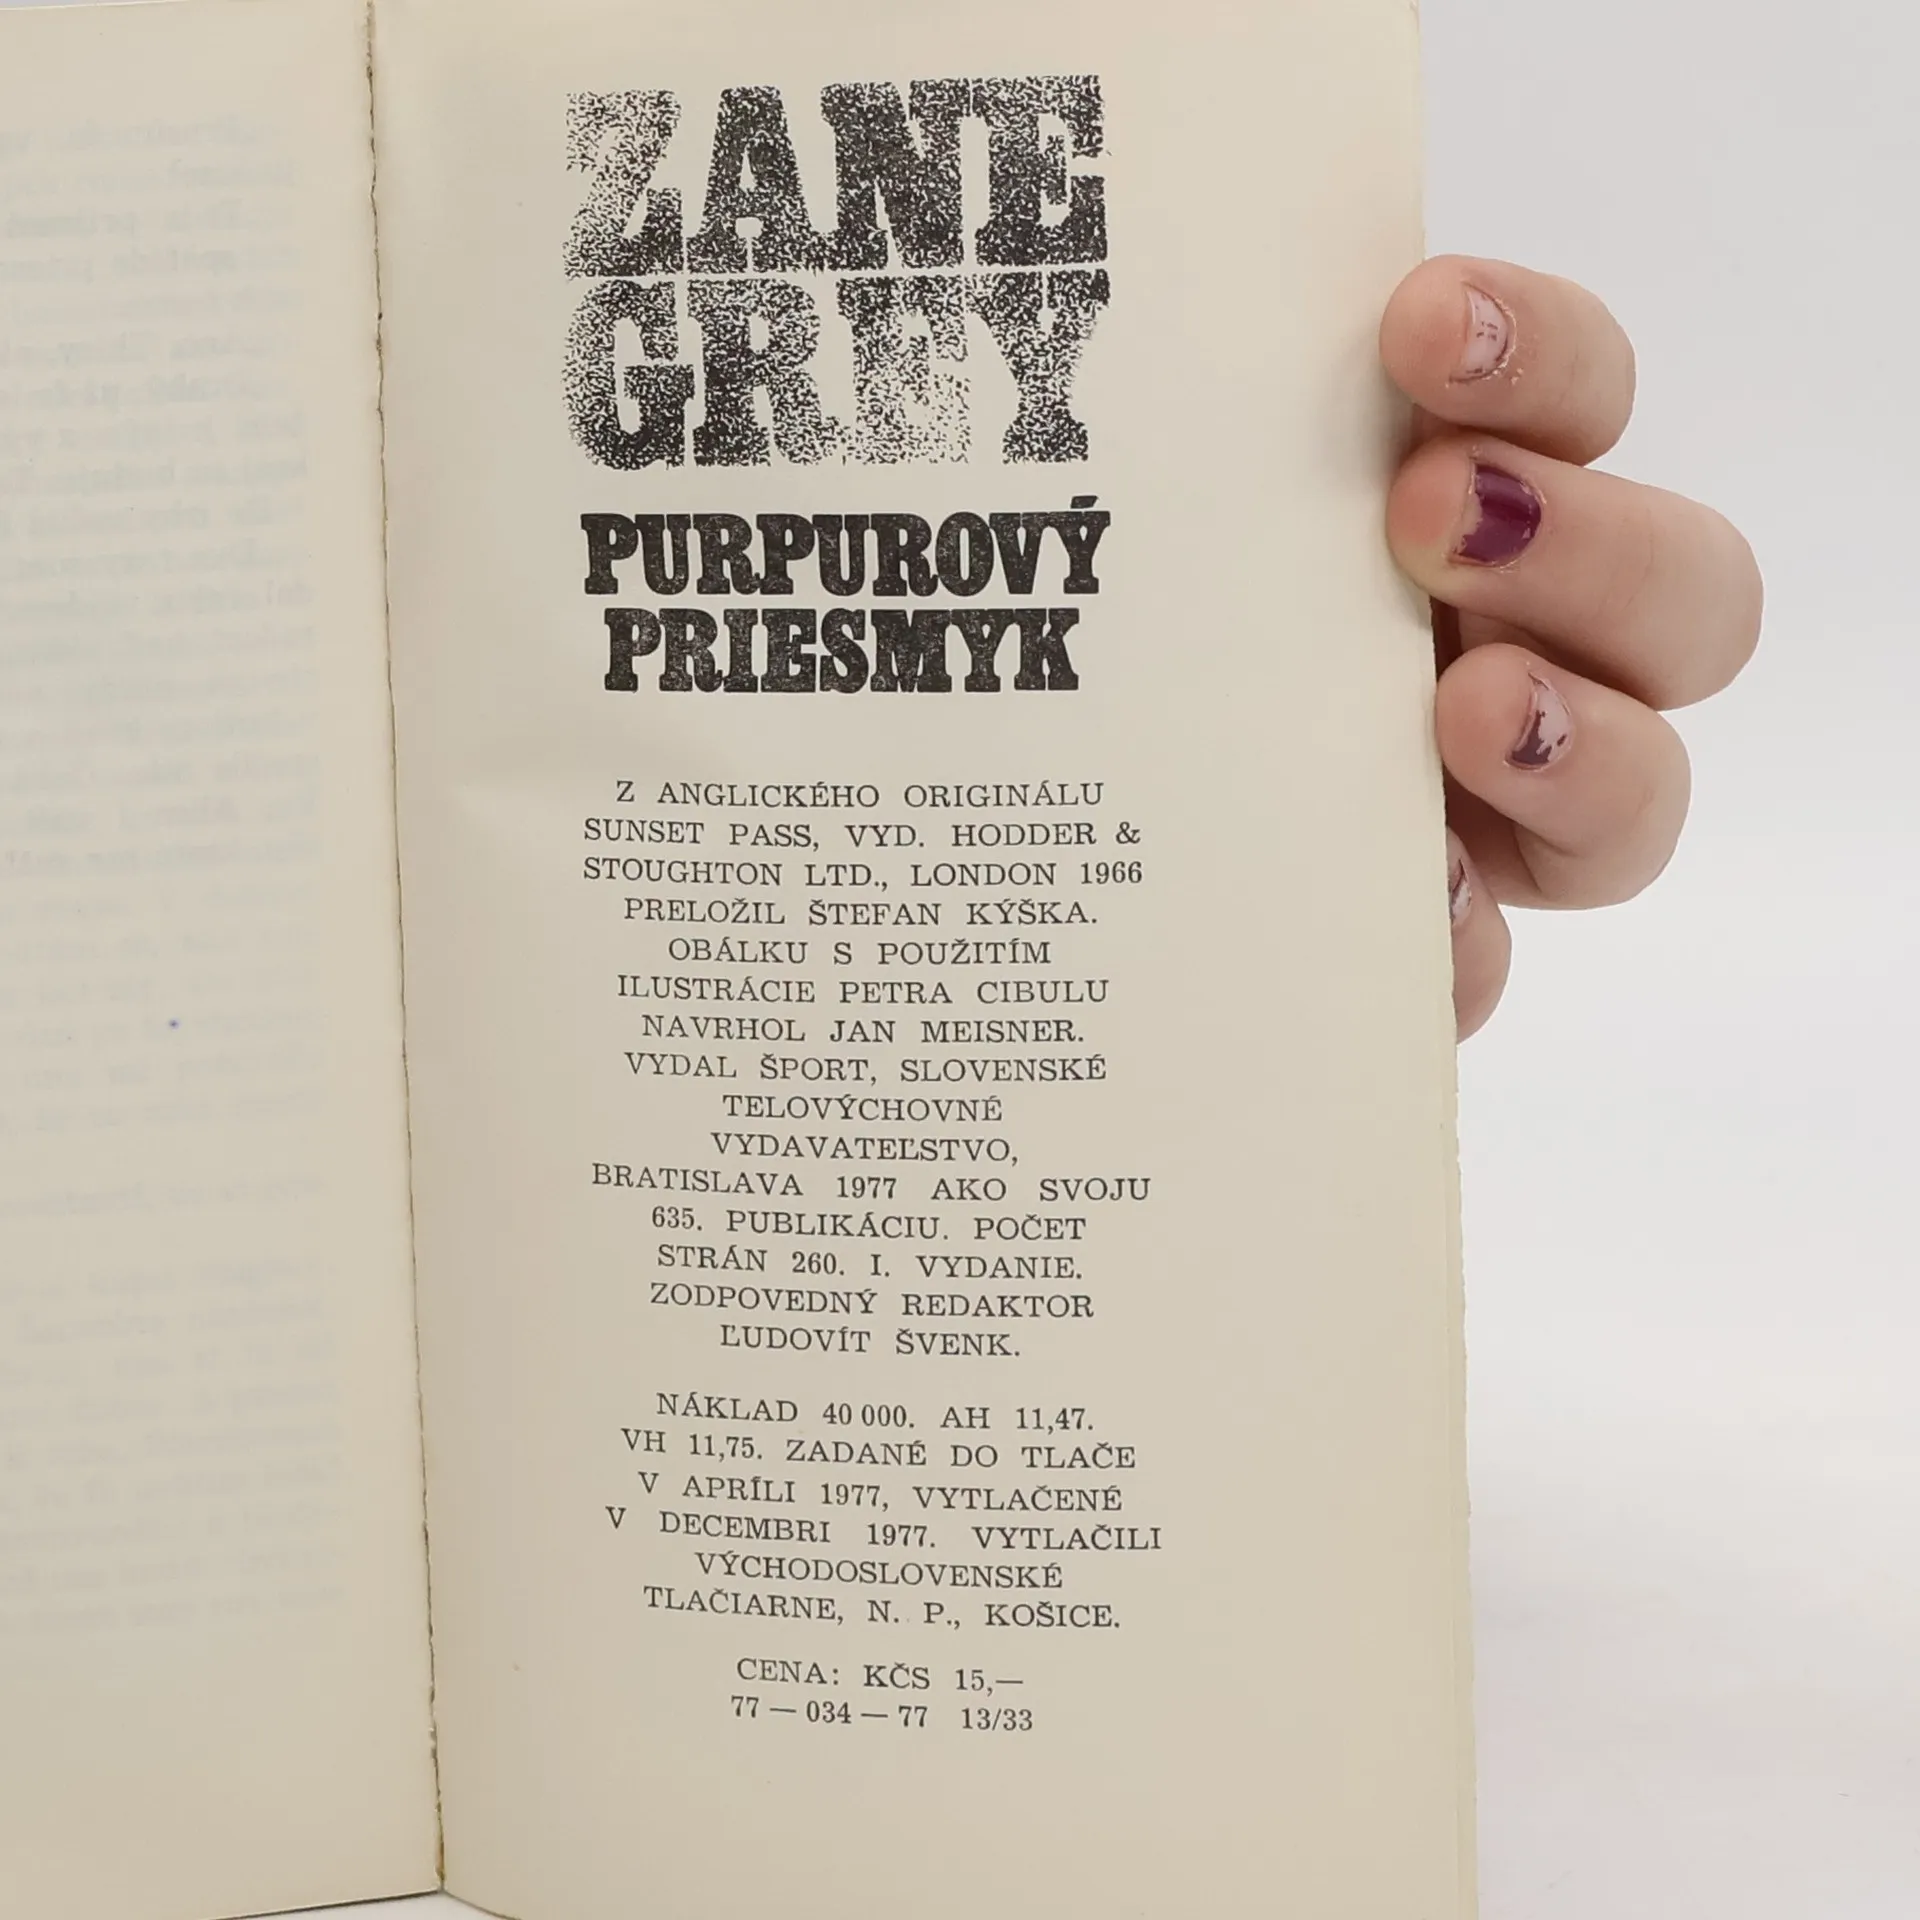 ZANE
GREY
PURPUROVÝ
PRIESMYK
Z ANGLICKÉHO ORIGINÁLU
SUNSET PASS, VYD. HODDER &
STOUGHTON LTD., LONDON 1966
PRELOŽIL ŠTEFAN KÝŠKA.
OBÁLKU S POUŽITÍM
ILUSTRÁCIE PETRA CIBULU
NAVRHOL JAN MEISNER.
VYDAL ŠPORT, SLOVENSKÉ
TELOVÝCHOVNÉ
VYDAVATEĽSTVO,
BRATISLAVA 1977 AKO SVOJU
635. PUBLIKÁCIU. POČET
STRÁN 260. I. VYDANIE.
ZODPOVEDNÝ REDAKTOR
ĽUDOVÍT ŠVENK.
NÁKLAD 40 000. AH 11,47.
VH 11,75. ZADANÉ DO TLAČE
V APRÍLI 1977, VYTLAČENÉ
V DECEMBRI 1977. VYTLAČILI
VÝCHODOSLOVENSKÉ
TLAČIARNE, N. P., KOŠICE.
CENA: KČS 15,—
77 — 034 — 77 13/33